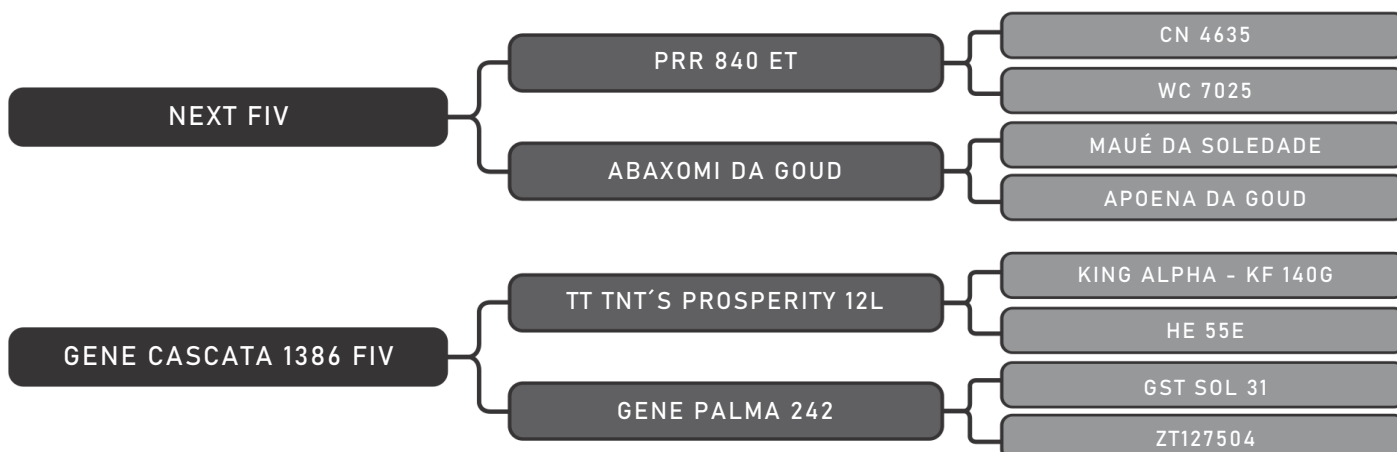 NEXT FIV
PRR 840 ET
CN 4635
WC 7025
ABAXOMI DA GOUD
MAUÉ DA SOLEDADE
APOENA DA GOUD
GENE CASCATA 1386 FIV
TT TNT´S PROSPERITY 12L
KING ALPHA - KF 140G
HE 55E
GENE PALMA 242
GST SOL 31
ZT127504